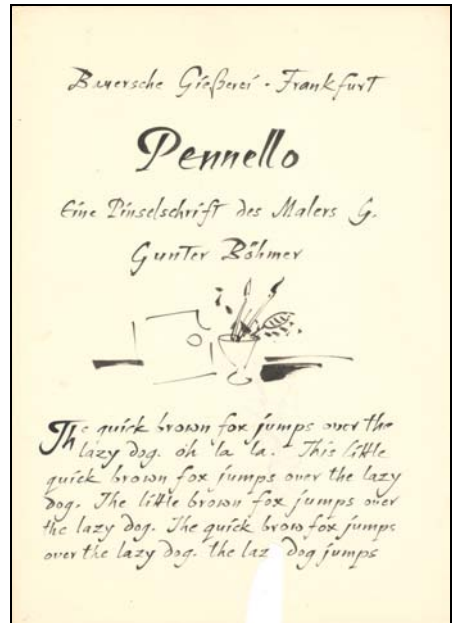 Bauersche Gießerei - Frankfurt
Pennello
Eine Pinselschrift des Malers G.
Gunter Böhmer
The quick brown fox jumps over the
lazy dog. öh la la. This little
quick brown fox jumps over the lazy
dog. The little brown fox jumps over
the lazy dog. The quick brow fox jumps
over the lazy dog. the laz dog jumps